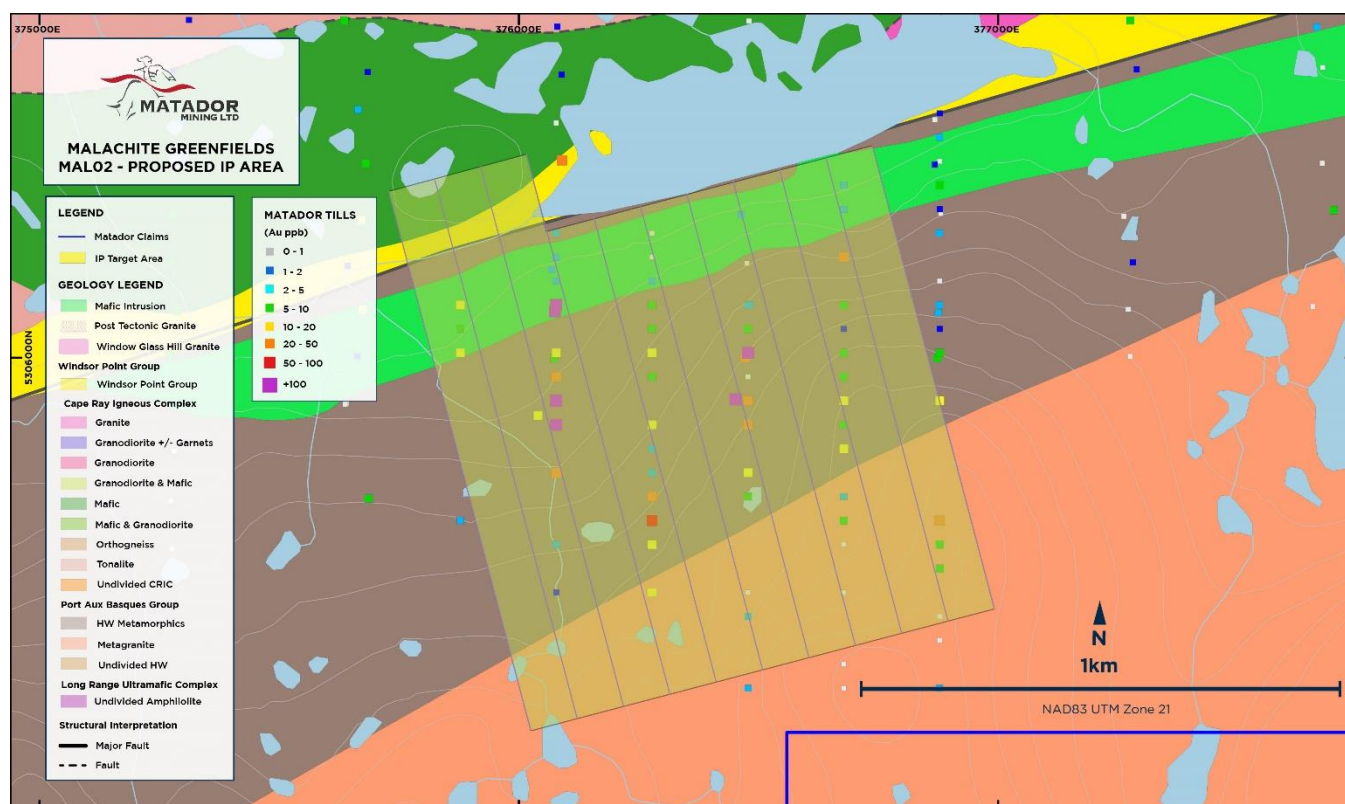 375000E
376000E
377000E
5306000N
MATADOR
MINING LTD
MALACHITE GREENFIELDS
MAL02 - PROPOSED IP AREA
LEGEND
Matador Claims
IP Target Area
GEOLOGY LEGEND
Mafic Intrusion
Post Tectonic Granite
Window Glass Hill Granite
Windsor Point Group
Windsor Point Group
Cape Ray Igneous Complex
Granite
Granodiorite +/- Garnets
Granodiorite
Granodiorite & Mafic
Mafic
Mafic & Granodiorite
Orthogneiss
Tonalite
Undivided CRIC
Port Aux Basques Group
HW Metamorphics
Metagranite
Undivided HW
Long Range Ultramafic Complex
Undivided Amphilolite
Structural Interpretation
Major Fault
Fault
MATADOR TILLS
(Au ppb)
0 - 1
1 - 2
2 - 5
5 - 10
10 - 20
20 - 50
50 - 100
+100
N
1km
NAD83 UTM Zone 21